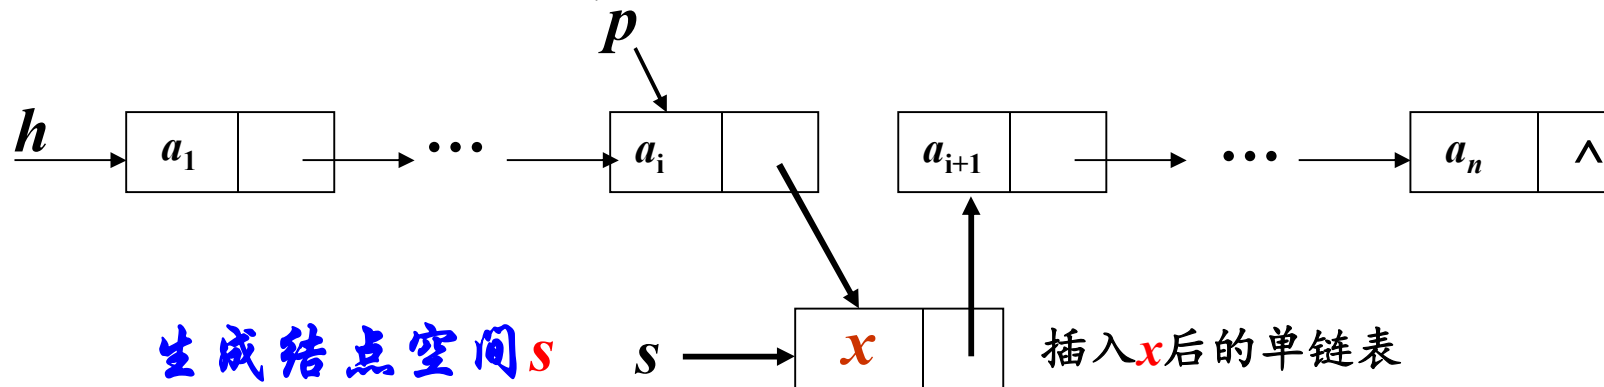 p
h a₁ ··· aᵢ aᵢ₊₁ ··· aₙ ∧
生成结点空间s s x 插入x后的单链表